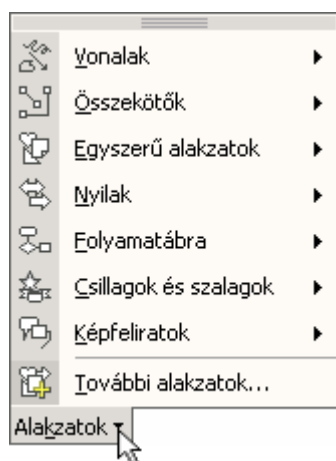 Vonalak
Összekötők
Egyszerű alakzatok
Nyilak
Folyamatábra
Csillagok és szalagok
Képfeliratok
További alakzatok...
Alakzatok